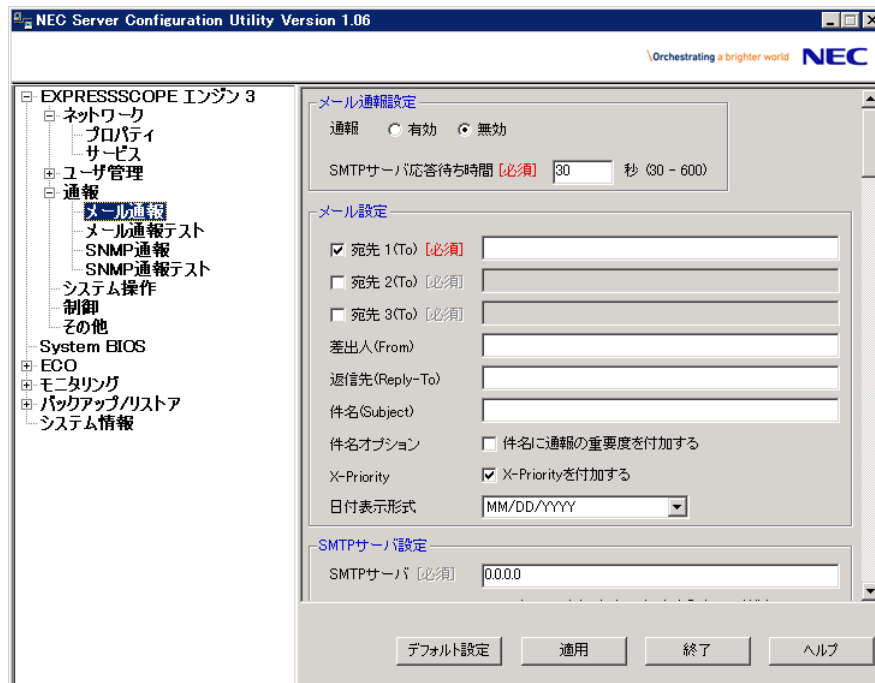 NEC Server Configuration Utility Version 1.06
\Orchestrating a brighter world NEC
EXPRESSSCOPE エンジン 3
ネットワーク
プロパティ
サービス
ユーザ管理
通報
メール通報
メール通報テスト
SNMP通報
SNMP通報テスト
システム操作
制御
その他
System BIOS
ECO
モニタリング
バックアップ/リストア
システム情報
メール通報設定
通報 有効 無効
SMTPサーバ応答待ち時間 [必須] 30 秒 (30 - 600)
メール設定
宛先 1(To) [必須]
宛先 2(To) [必須]
宛先 3(To) [必須]
差出人(From)
返信先(Reply-To)
件名(Subject)
件名オプション 件名に通報の重要度を付加する
X-Priority X-Priorityを付加する
日付表示形式 MM/DD/YYYY
SMTPサーバ設定
SMTPサーバ [必須] 0.0.0.0
デフォルト設定 適用 終了 ヘルプ